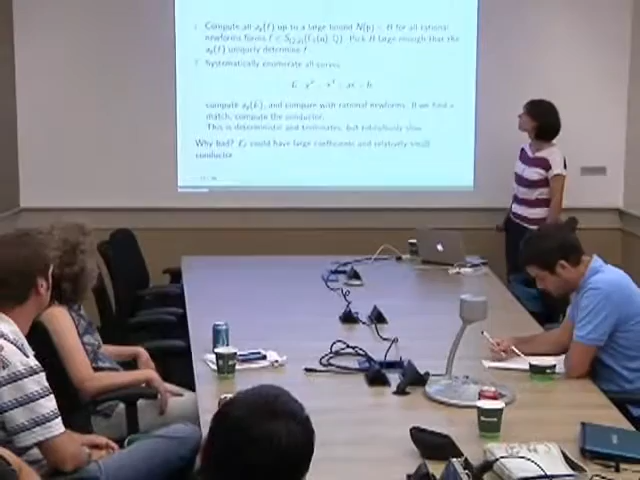 Compute all a_p(f) up to a large bound N(p) < H for all rational
newforms forms f ∈ S_(2,2)(Γ_1(n), Q). Pick H large enough that the
a_p(f) uniquely determine f.
Systematically enumerate all curves
E : y² = x³ + ax + b
compute a_p(E), and compare with rational newforms. If we find a
match, compute the conductor.
This is deterministic and terminates, but ridiculously slow.
Why bad? E_f could have large coefficients and relatively small
conductor.